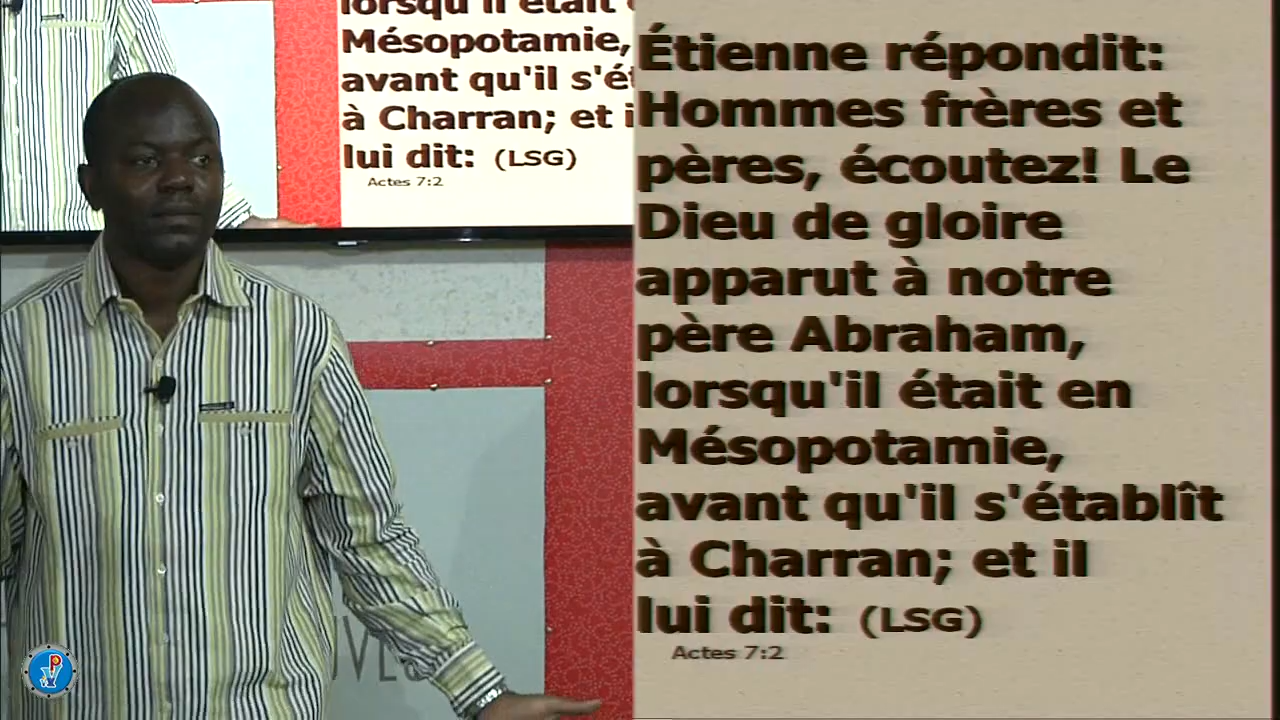 lorsqu'il était
Mésopotamie,
avant qu'il s'ét
à Charran; et i
lui dit: (LSG)
Actes 7:2
Étienne répondit:
Hommes frères et
pères, écoutez! Le
Dieu de gloire
apparut à notre
père Abraham,
lorsqu'il était en
Mésopotamie,
avant qu'il s'établît
à Charran; et il
lui dit: (LSG)
Actes 7:2